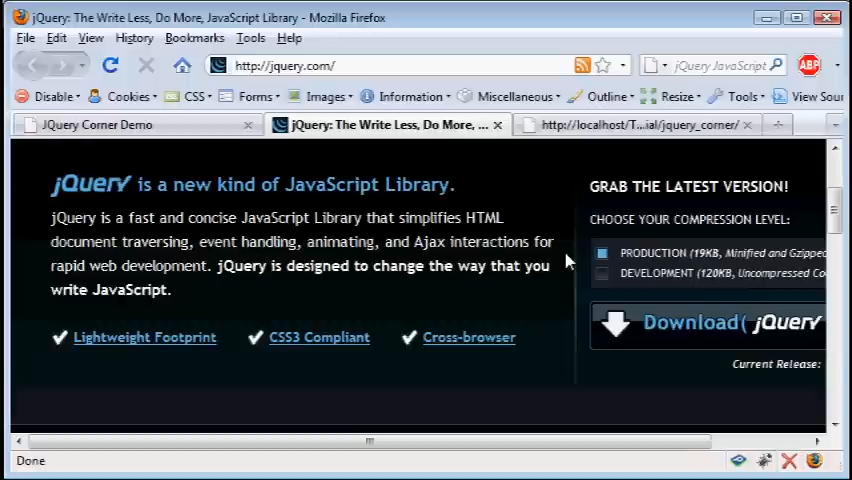 jQuery: The Write Less, Do More, JavaScript Library - Mozilla Firefox
File Edit View History Bookmarks Tools Help
http://jquery.com/ jQuery JavaScript ABP
Disable Cookies CSS Forms Images Information Miscellaneous Outline Resize Tools View Sour
JQuery Corner Demo jQuery: The Write Less, Do More, ... http://localhost/T...ial/jquery_corner/
jQuery is a new kind of JavaScript Library.
jQuery is a fast and concise JavaScript Library that simplifies HTML
document traversing, event handling, animating, and Ajax interactions for
rapid web development. jQuery is designed to change the way that you
write JavaScript.
Lightweight Footprint CSS3 Compliant Cross-browser
GRAB THE LATEST VERSION!
CHOOSE YOUR COMPRESSION LEVEL:
PRODUCTION (19KB, Minified and Gzipped
DEVELOPMENT (120KB, Uncompressed Co
Download( jQuery
Current Release:
Done